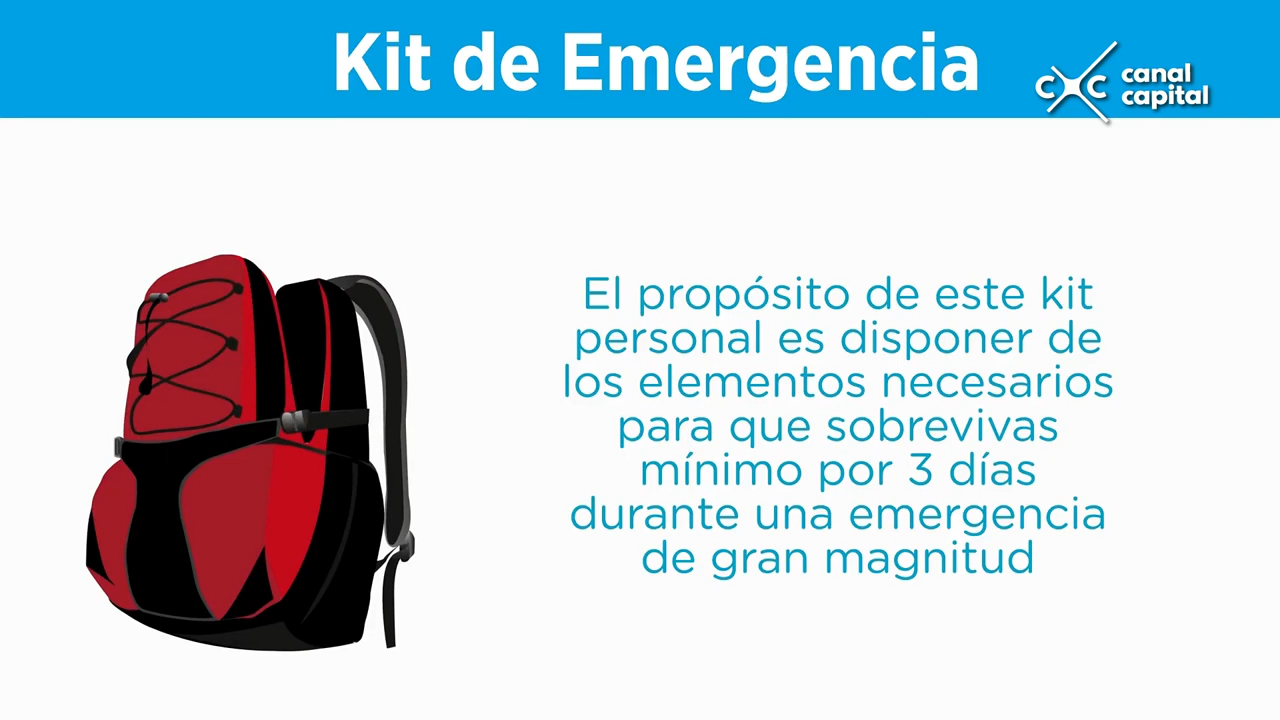 Kit de Emergencia
cxc canal
capital
El propósito de este kit
personal es disponer de
los elementos necesarios
para que sobrevivas
mínimo por 3 días
durante una emergencia
de gran magnitud